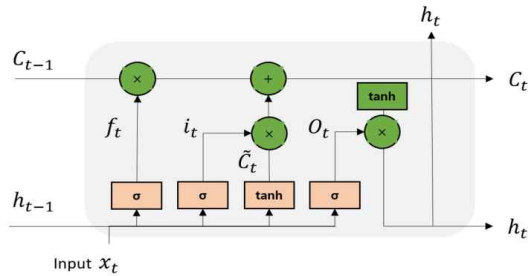 h_t
C_{t-1}
×
+
C_t
tanh
f_t
i_t
×
O_t
×
C̃_t
σ
σ
tanh
σ
h_{t-1}
h_t
Input x_t